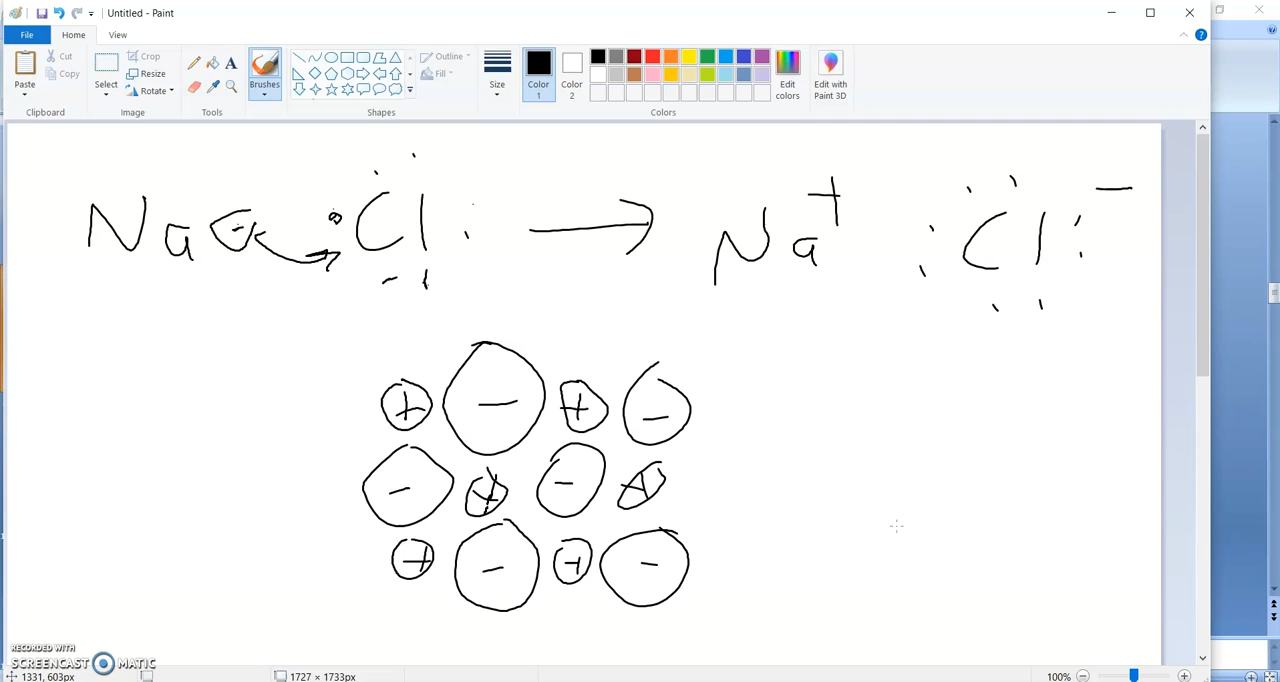 Untitled - Paint
File Home View
Paste Cut Copy Select Crop Resize Rotate A Brushes Outline Fill Size Color 1 Color 2 Edit colors Edit with Paint 3D
Clipboard Image Tools Shapes Colors
Na Cl → Na+ Cl−
+ − + −
− + − +
+ − + −
RECORDED WITH
SCREENCAST MATIC
1331, 603px 1727 × 1733px 100%